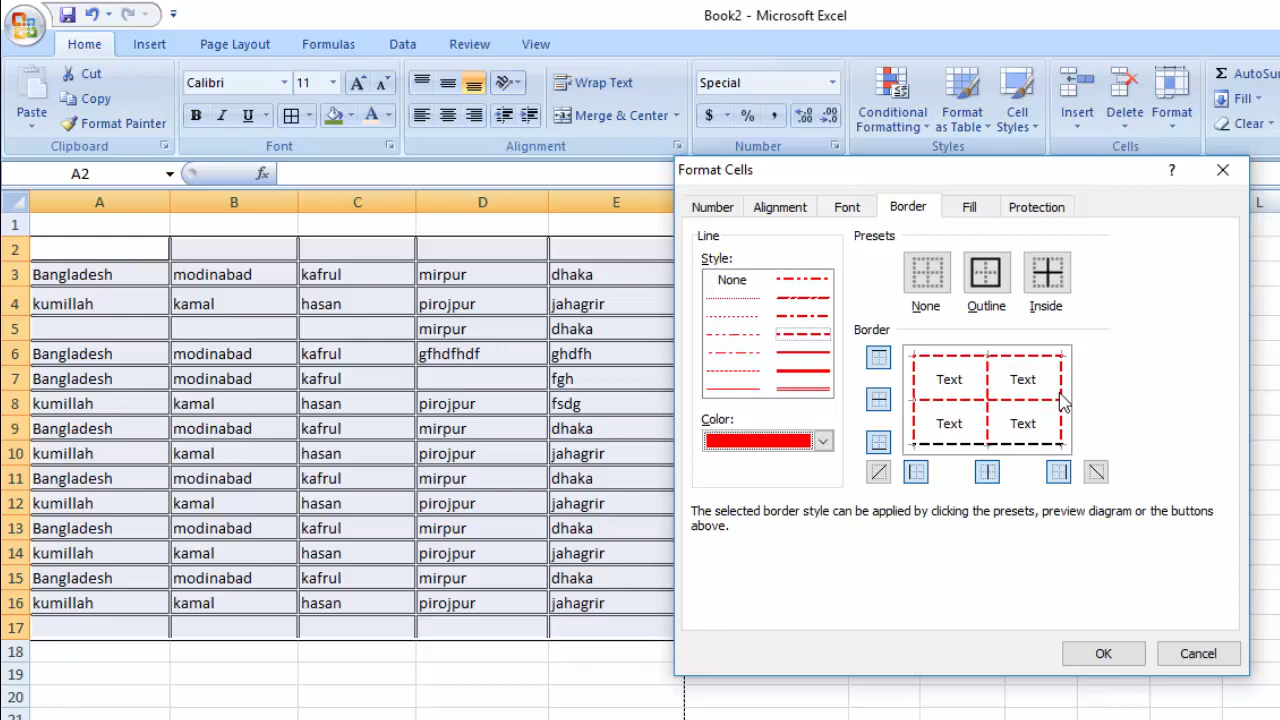 Book2 - Microsoft Excel
Home Insert Page Layout Formulas Data Review View
Paste
Cut
Copy
Format Painter
Clipboard
Calibri 11
B I U A
Font
Wrap Text
Merge & Center
Alignment
Special
$ % ,
Number
Conditional Formatting
Format as Table
Cell Styles
Styles
Insert Delete Format
Cells
Σ AutoSu
Fill
Clear
A2 fx
A B C D E L
1
2
3 Bangladesh modinabad kafrul mirpur dhaka
4 kumillah kamal hasan pirojpur jahagrir
5 mirpur dhaka
6 Bangladesh modinabad kafrul gfhdfhdf ghdfh
7 Bangladesh modinabad kafrul fgh
8 kumillah kamal hasan pirojpur fsdg
9 Bangladesh modinabad kafrul mirpur dhaka
10 kumillah kamal hasan pirojpur jahagrir
11 Bangladesh modinabad kafrul mirpur dhaka
12 kumillah kamal hasan pirojpur jahagrir
13 Bangladesh modinabad kafrul mirpur dhaka
14 kumillah kamal hasan pirojpur jahagrir
15 Bangladesh modinabad kafrul mirpur dhaka
16 kumillah kamal hasan pirojpur jahagrir
17
18
19
20
21
Format Cells ?
Number Alignment Font Border Fill Protection
Line
Style:
None
Color:
Presets
None Outline Inside
Border
Text Text
Text Text
The selected border style can be applied by clicking the presets, preview diagram or the buttons
above.
OK Cancel